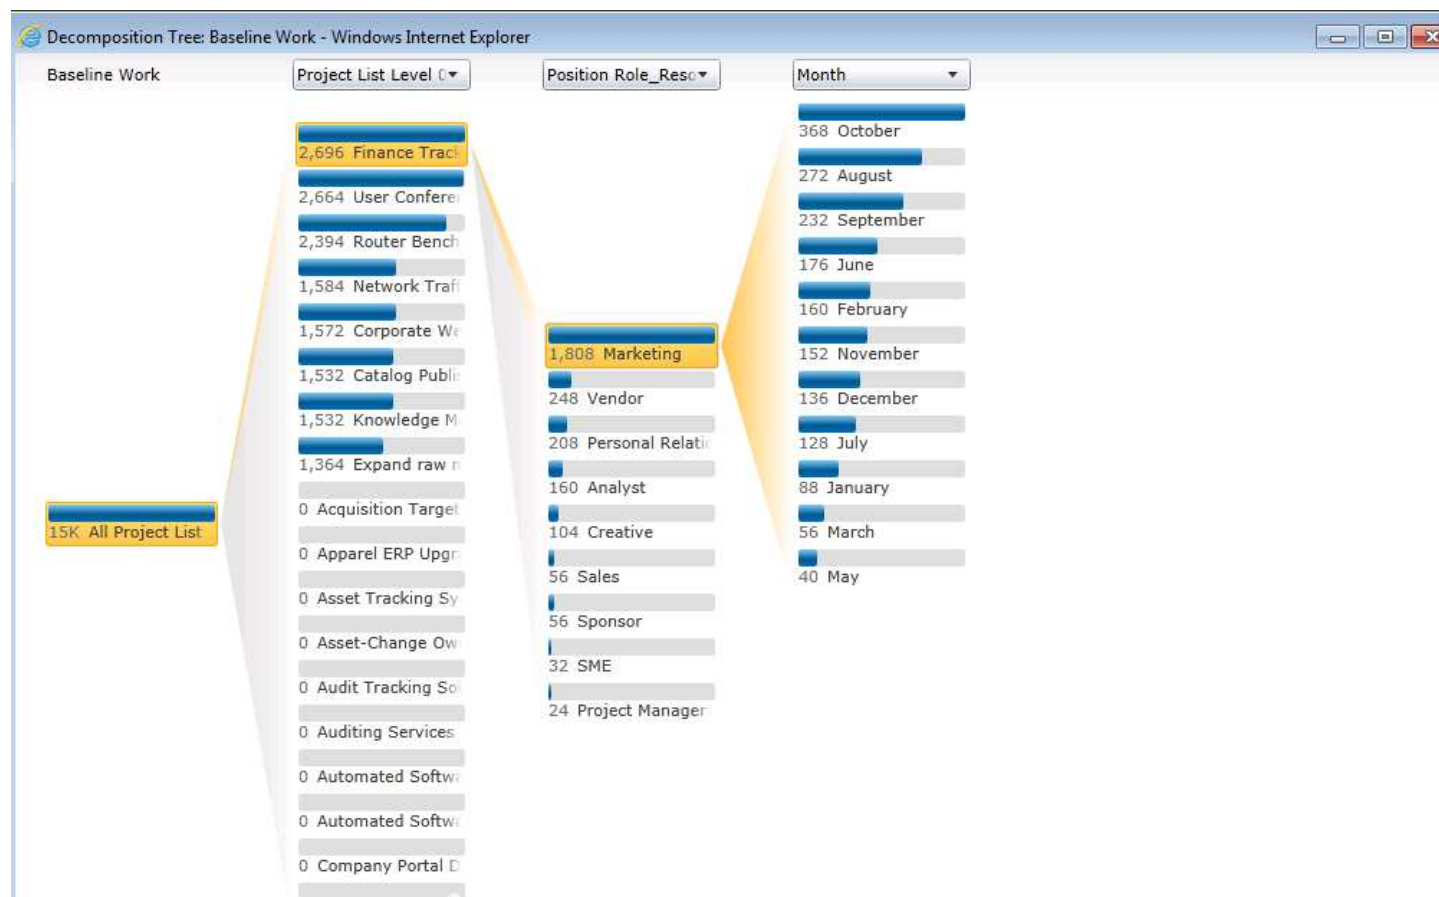 Decomposition Tree: Baseline Work - Windows Internet Explorer
Baseline Work
Project List Level
Position Role_Reso
Month
15K All Project List
2,696 Finance Track
2,664 User Confere
2,394 Router Bench
1,584 Network Traf
1,572 Corporate We
1,532 Catalog Publi
1,532 Knowledge M
1,364 Expand raw
0 Acquisition Target
0 Apparel ERP Upgr
0 Asset Tracking Sy
0 Asset-Change Ow
0 Audit Tracking So
0 Auditing Services
0 Automated Softwa
0 Automated Softwa
0 Company Portal D
1,808 Marketing
248 Vendor
208 Personal Relatio
160 Analyst
104 Creative
56 Sales
56 Sponsor
32 SME
24 Project Manager
368 October
272 August
232 September
176 June
160 February
152 November
136 December
128 July
88 January
56 March
40 May